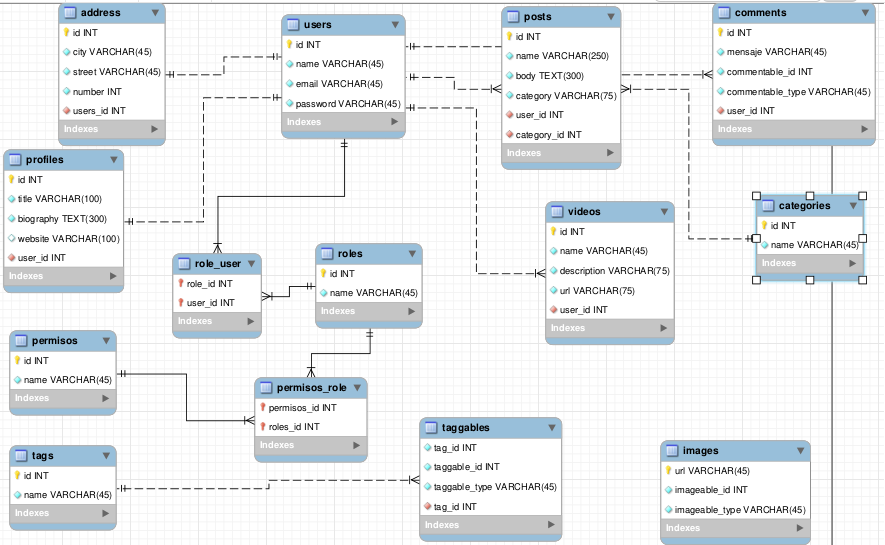 address
id INT
city VARCHAR(45)
street VARCHAR(45)
number INT
users_id INT
Indexes
users
id INT
name VARCHAR(45)
email VARCHAR(45)
password VARCHAR(45)
Indexes
posts
id INT
name VARCHAR(250)
body TEXT(300)
category VARCHAR(75)
user_id INT
category_id INT
Indexes
comments
id INT
mensaje VARCHAR(45)
commentable_id INT
commentable_type VARCHAR(45)
user_id INT
Indexes
profiles
id INT
title VARCHAR(100)
biography TEXT(300)
website VARCHAR(100)
user_id INT
Indexes
categories
id INT
name VARCHAR(45)
Indexes
videos
id INT
name VARCHAR(45)
description VARCHAR(75)
url VARCHAR(75)
user_id INT
Indexes
role_user
role_id INT
user_id INT
Indexes
roles
id INT
name VARCHAR(45)
Indexes
permisos
id INT
name VARCHAR(45)
Indexes
permisos_role
permisos_id INT
roles_id INT
Indexes
tags
id INT
name VARCHAR(45)
Indexes
taggables
tag_id INT
taggable_id INT
taggable_type VARCHAR(45)
tag_id INT
Indexes
images
url VARCHAR(45)
imageable_id INT
imageable_type VARCHAR(45)
Indexes